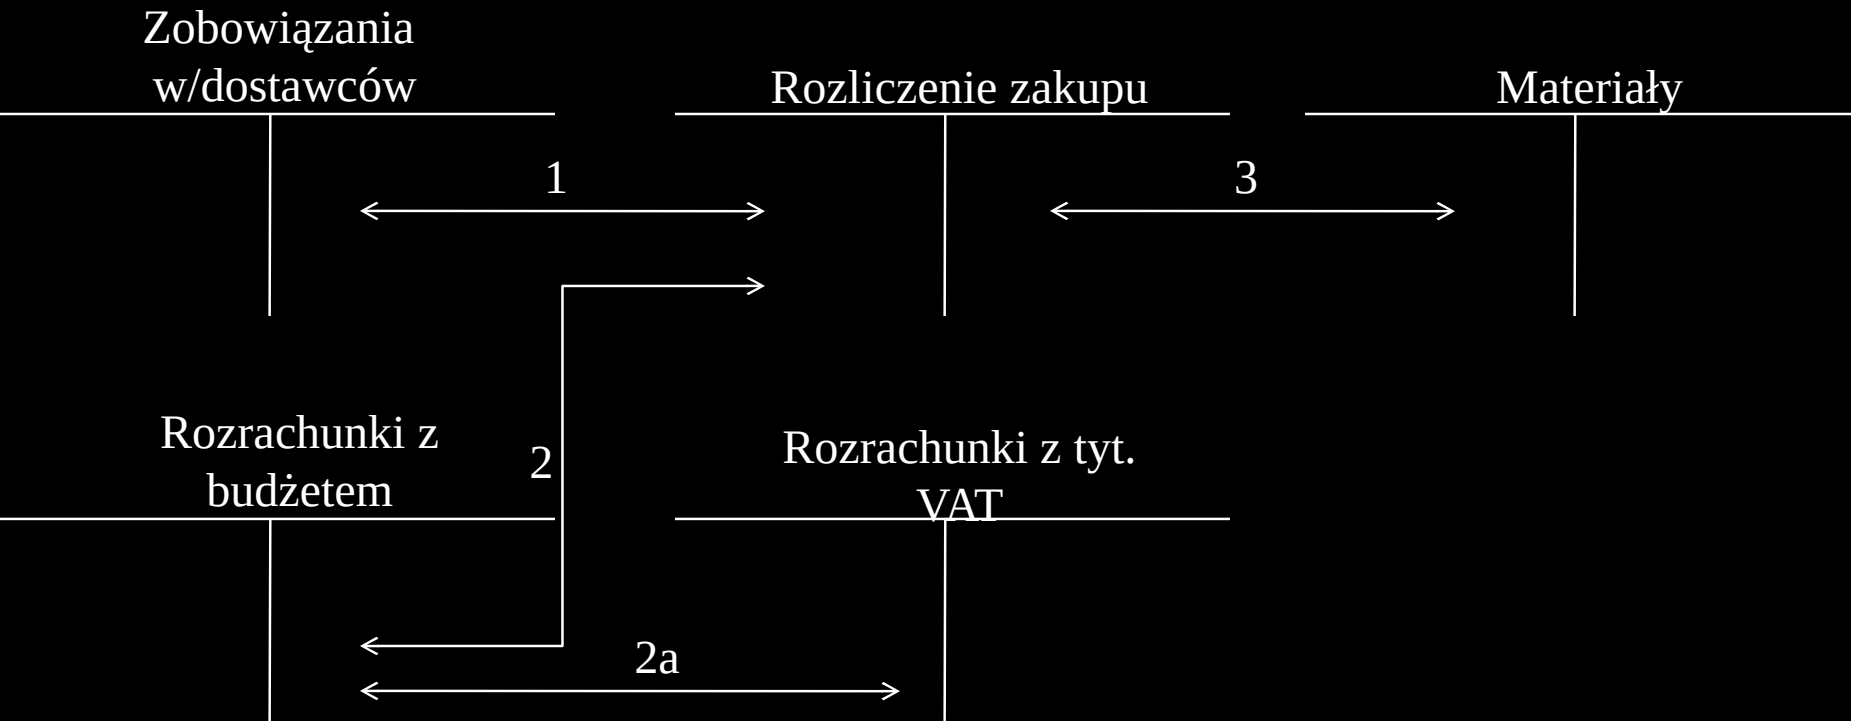 Zobowiązania
w/dostawców
Rozliczenie zakupu
Materiały
1
3
Rozrachunki z
budżetem
2
Rozrachunki z tyt.
VAT
2a